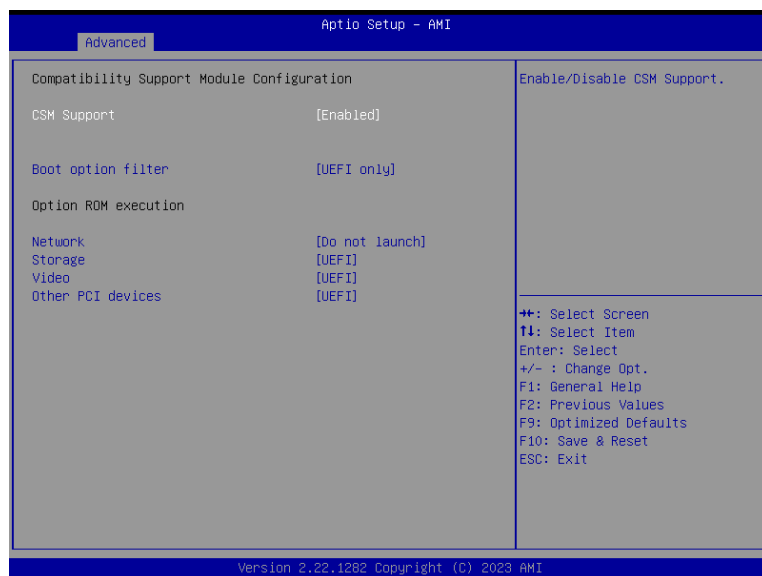 Aptio Setup – AMI
Advanced
Compatibility Support Module Configuration
CSM Support [Enabled]
Boot option filter [UEFI only]
Option ROM execution
Network [Do not launch]
Storage [UEFI]
Video [UEFI]
Other PCI devices [UEFI]
Enable/Disable CSM Support.
→←: Select Screen
↑↓: Select Item
Enter: Select
+/– : Change Opt.
F1: General Help
F2: Previous Values
F9: Optimized Defaults
F10: Save & Reset
ESC: Exit
Version 2.22.1282 Copyright (C) 2023 AMI